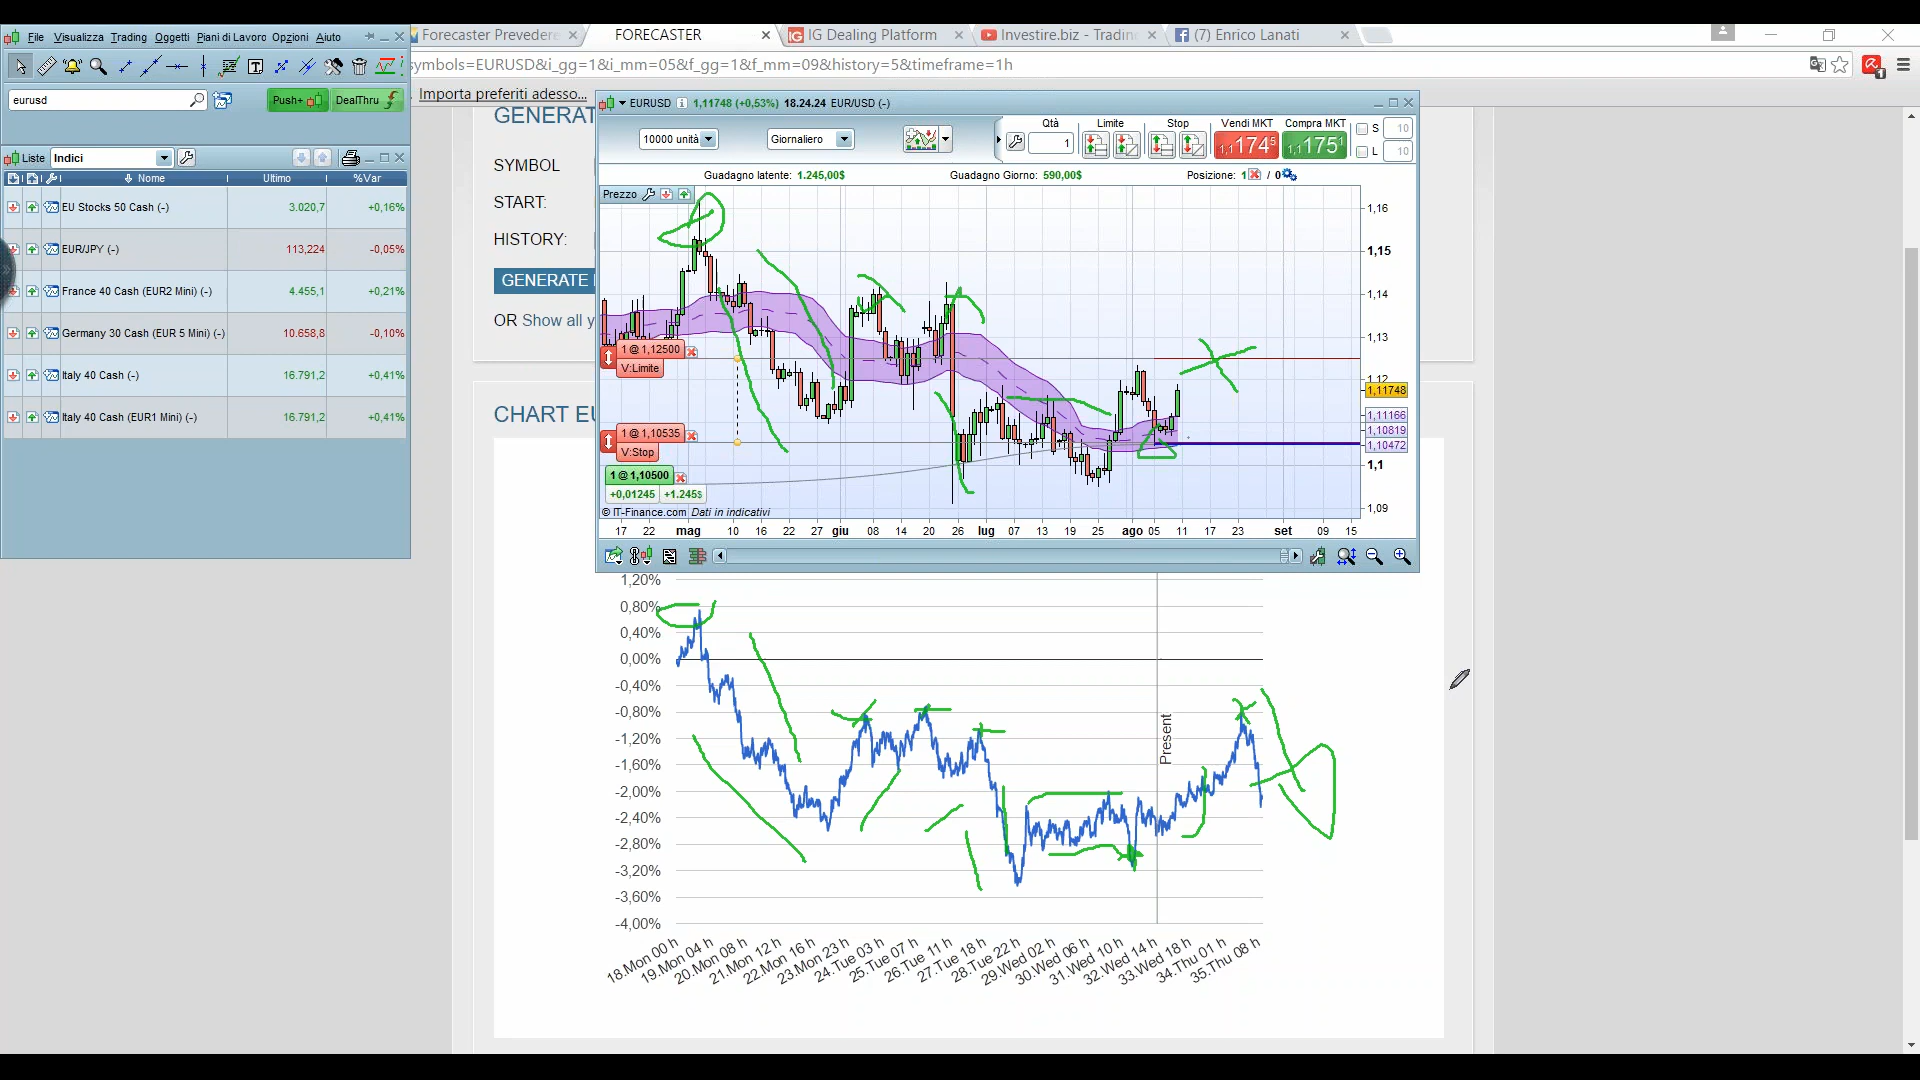 Forecaster Prevedere
FORECASTER
IG Dealing Platform
Investire.biz - Trading
(7) Enrico Lanati
symbols=EURUSD&i_gg=1&i_mm=05&f_gg=1&f_mm=09&history=5&timeframe=1h
Importa preferiti adesso...
File Visualizza Trading Oggetti Piani di Lavoro Opzioni Aiuto
eurusd
Push+
DealThru
Liste Indici
Nome Ultimo %Var
EU Stocks 50 Cash (-) 3.020,7 +0,16%
EUR/JPY (-) 113,224 -0,05%
France 40 Cash (EUR2 Mini) (-) 4.455,1 +0,21%
Germany 30 Cash (EUR 5 Mini) (-) 10.658,8 -0,10%
Italy 40 Cash (-) 16.791,2 +0,41%
Italy 40 Cash (EUR1 Mini) (-) 16.791,2 +0,41%
GENERAT
SYMBOL
START:
HISTORY:
GENERATE
OR Show all y
CHART EU
EURUSD 1,11748 (+0,53%) 18.24.24 EUR/USD (-)
10000 unità Giornaliero
Qtà Limite Stop Vendi MKT Compra MKT
1 1,1174⁵ 1,1175¹
S 10
L 10
Guadagno latente: 1.245,00$ Guadagno Giorno: 590,00$ Posizione: 1 / 0
Prezzo
1,16
1,15
1,14
1,13
1,12
1,11748
1,11166
1,10819
1,10472
1,1
1,09
1 @ 1,12500
V:Limite
1 @ 1,10535
V:Stop
1 @ 1,10500
+0,01245 +1.245$
© IT-Finance.com Dati in indicativi
17 22 mag 10 16 22 27 giu 08 14 20 26 lug 07 13 19 25 ago 05 11 17 23 set 09 15
1,20%
0,80%
0,40%
0,00%
-0,40%
-0,80%
-1,20%
-1,60%
-2,00%
-2,40%
-2,80%
-3,20%
-3,60%
-4,00%
Present
18.Mon 00 h
19.Mon 04 h
20.Mon 08 h
21.Mon 12 h
22.Mon 16 h
23.Mon 23 h
24.Tue 03 h
25.Tue 07 h
26.Tue 11 h
27.Tue 18 h
28.Tue 22 h
29.Wed 02 h
30.Wed 06 h
31.Wed 10 h
32.Wed 14 h
33.Wed 18 h
34.Thu 01 h
35.Thu 08 h